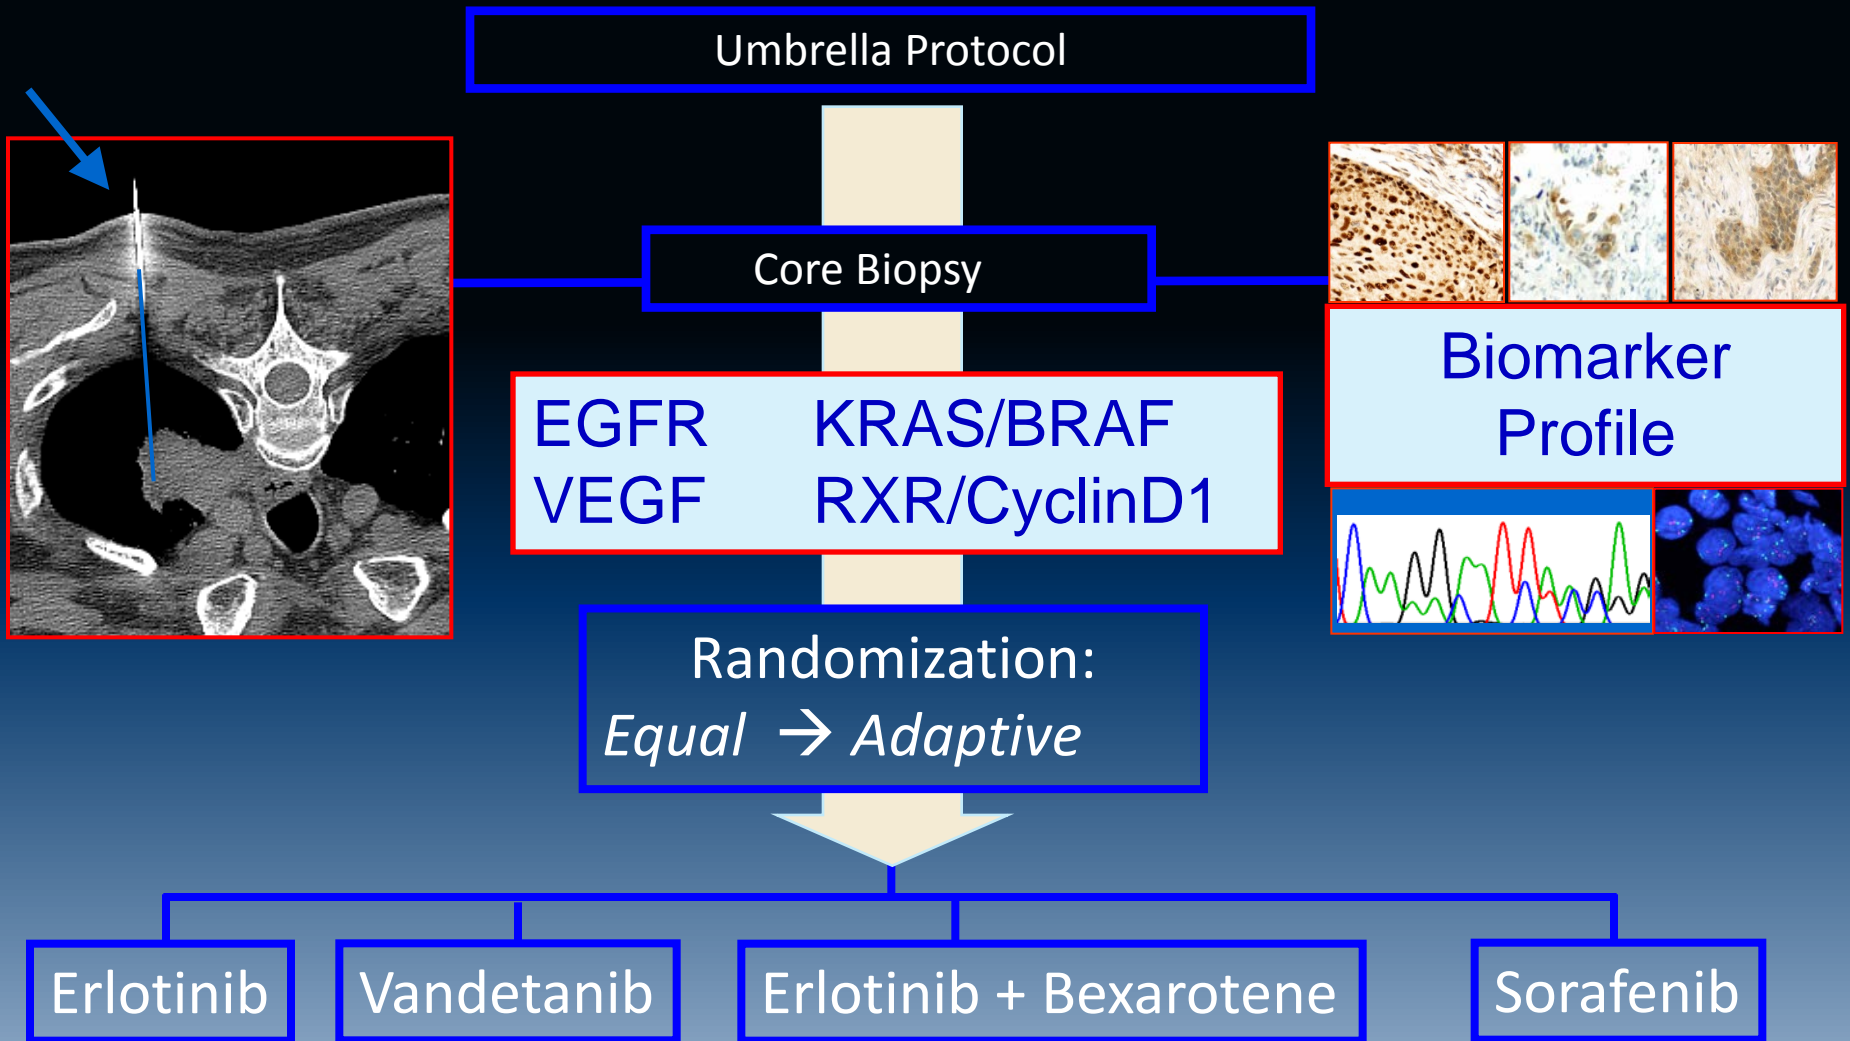 Umbrella Protocol
Core Biopsy
Biomarker
Profile
EGFR KRAS/BRAF
VEGF RXR/CyclinD1
Randomization:
Equal → Adaptive
Erlotinib
Vandetanib
Erlotinib + Bexarotene
Sorafenib